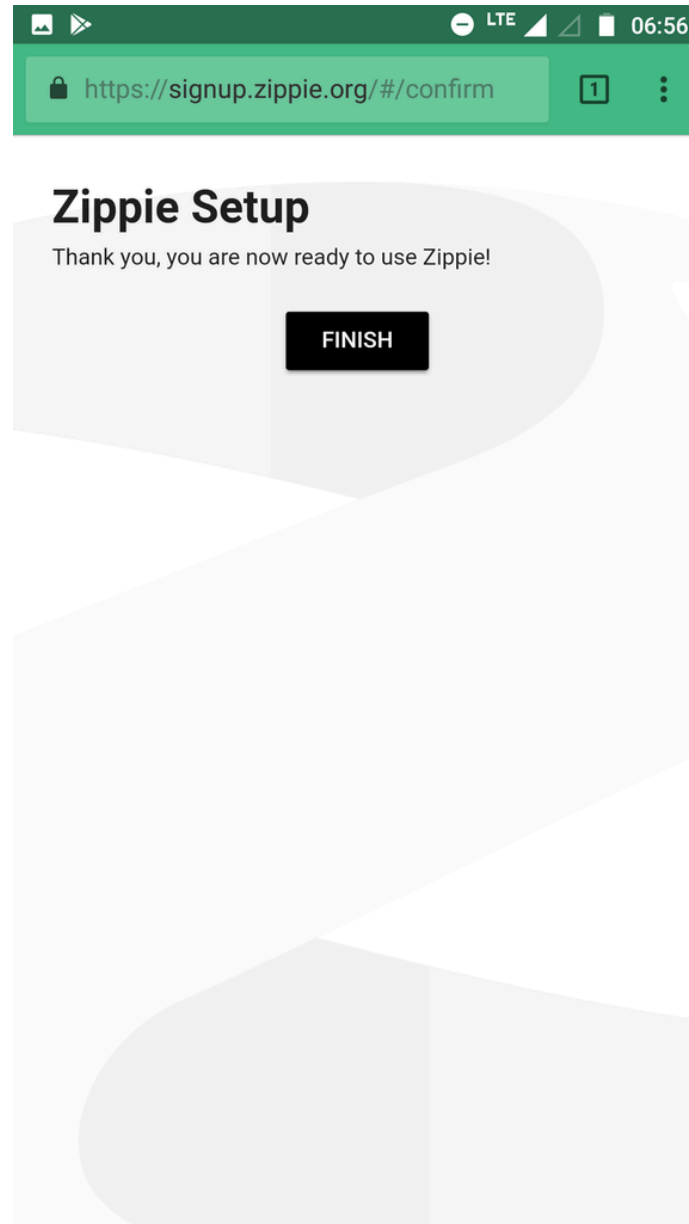 LTE 06:56
https://signup.zippie.org/#/confirm 1
Zippie Setup
Thank you, you are now ready to use Zippie!
FINISH